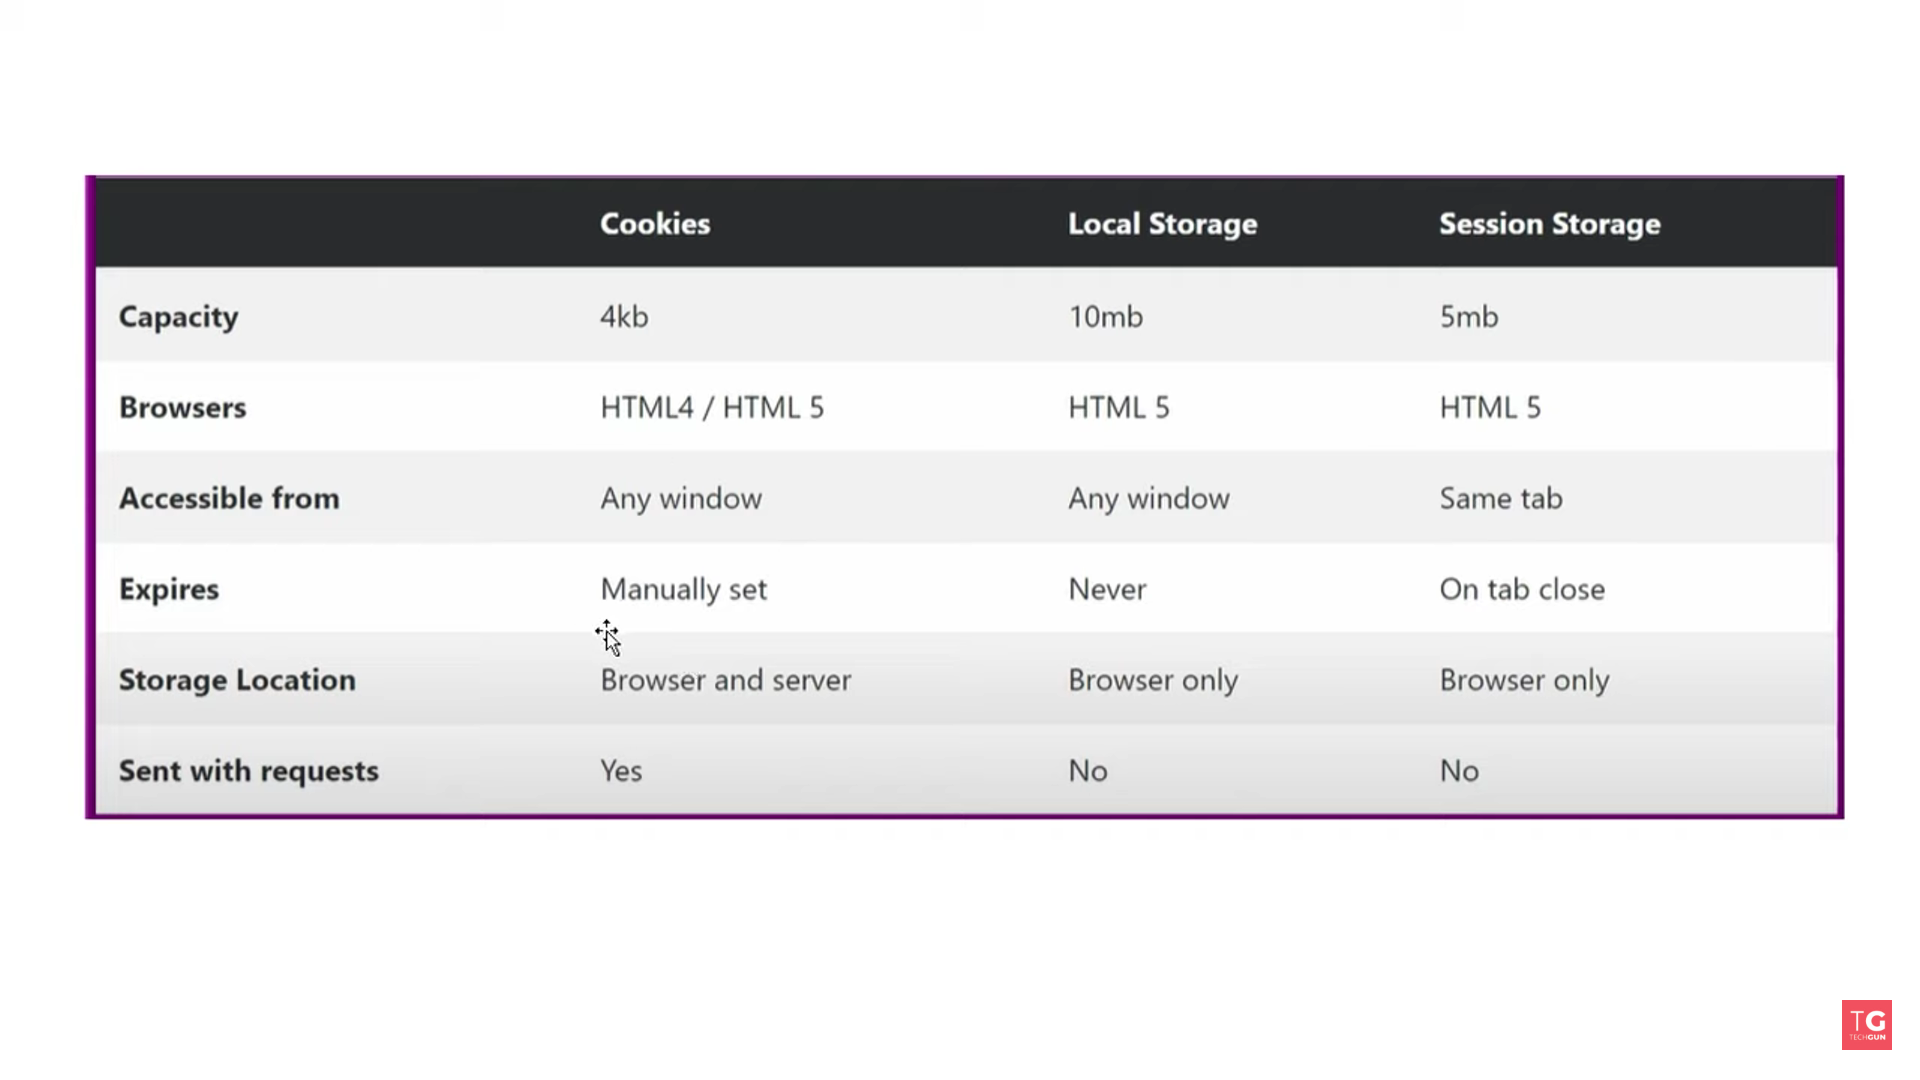 Cookies Local Storage Session Storage
Capacity 4kb 10mb 5mb
Browsers HTML4 / HTML 5 HTML 5 HTML 5
Accessible from Any window Any window Same tab
Expires Manually set Never On tab close
Storage Location Browser and server Browser only Browser only
Sent with requests Yes No No
TG
TECHGUN